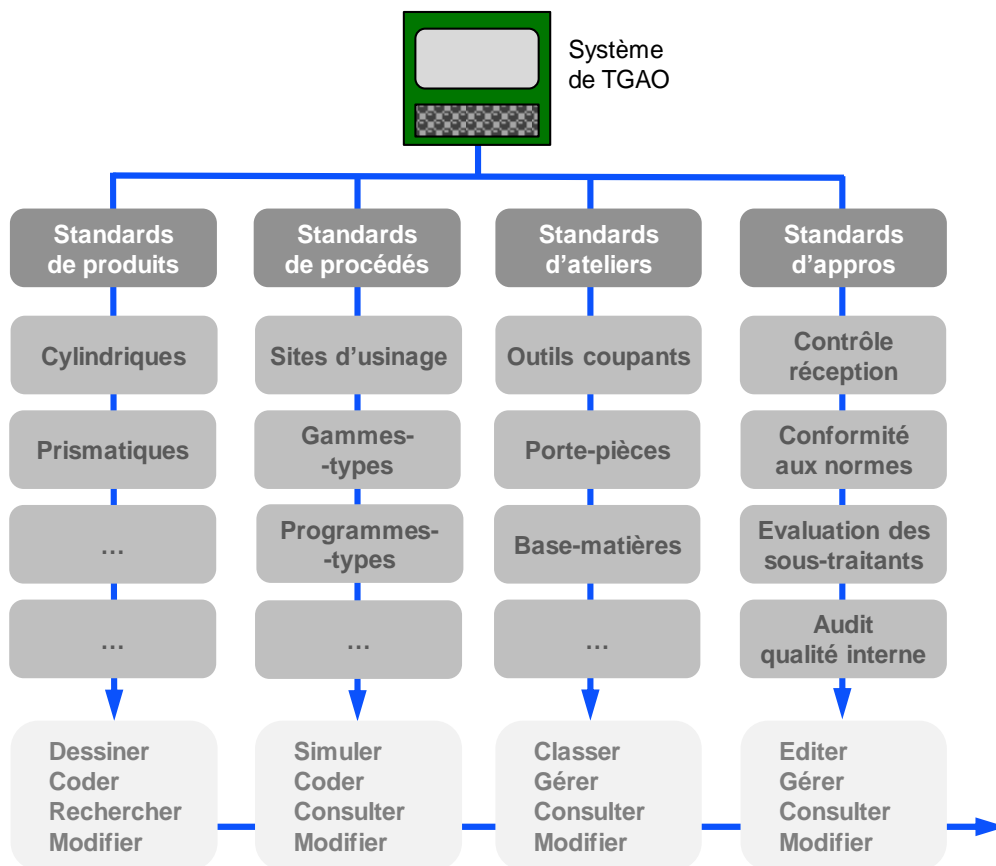 Système
de TGAO
Standards
de produits
Standards
de procédés
Standards
d’ateliers
Standards
d’appros
Cylindriques
Sites d’usinage
Outils coupants
Contrôle
réception
Prismatiques
Gammes-
-types
Porte-pièces
Conformité
aux normes
…
Programmes-
-types
Base-matières
Evaluation des
sous-traitants
…
…
…
Audit
qualité interne
Dessiner
Coder
Rechercher
Modifier
Simuler
Coder
Consulter
Modifier
Classer
Gérer
Consulter
Modifier
Editer
Gérer
Consulter
Modifier